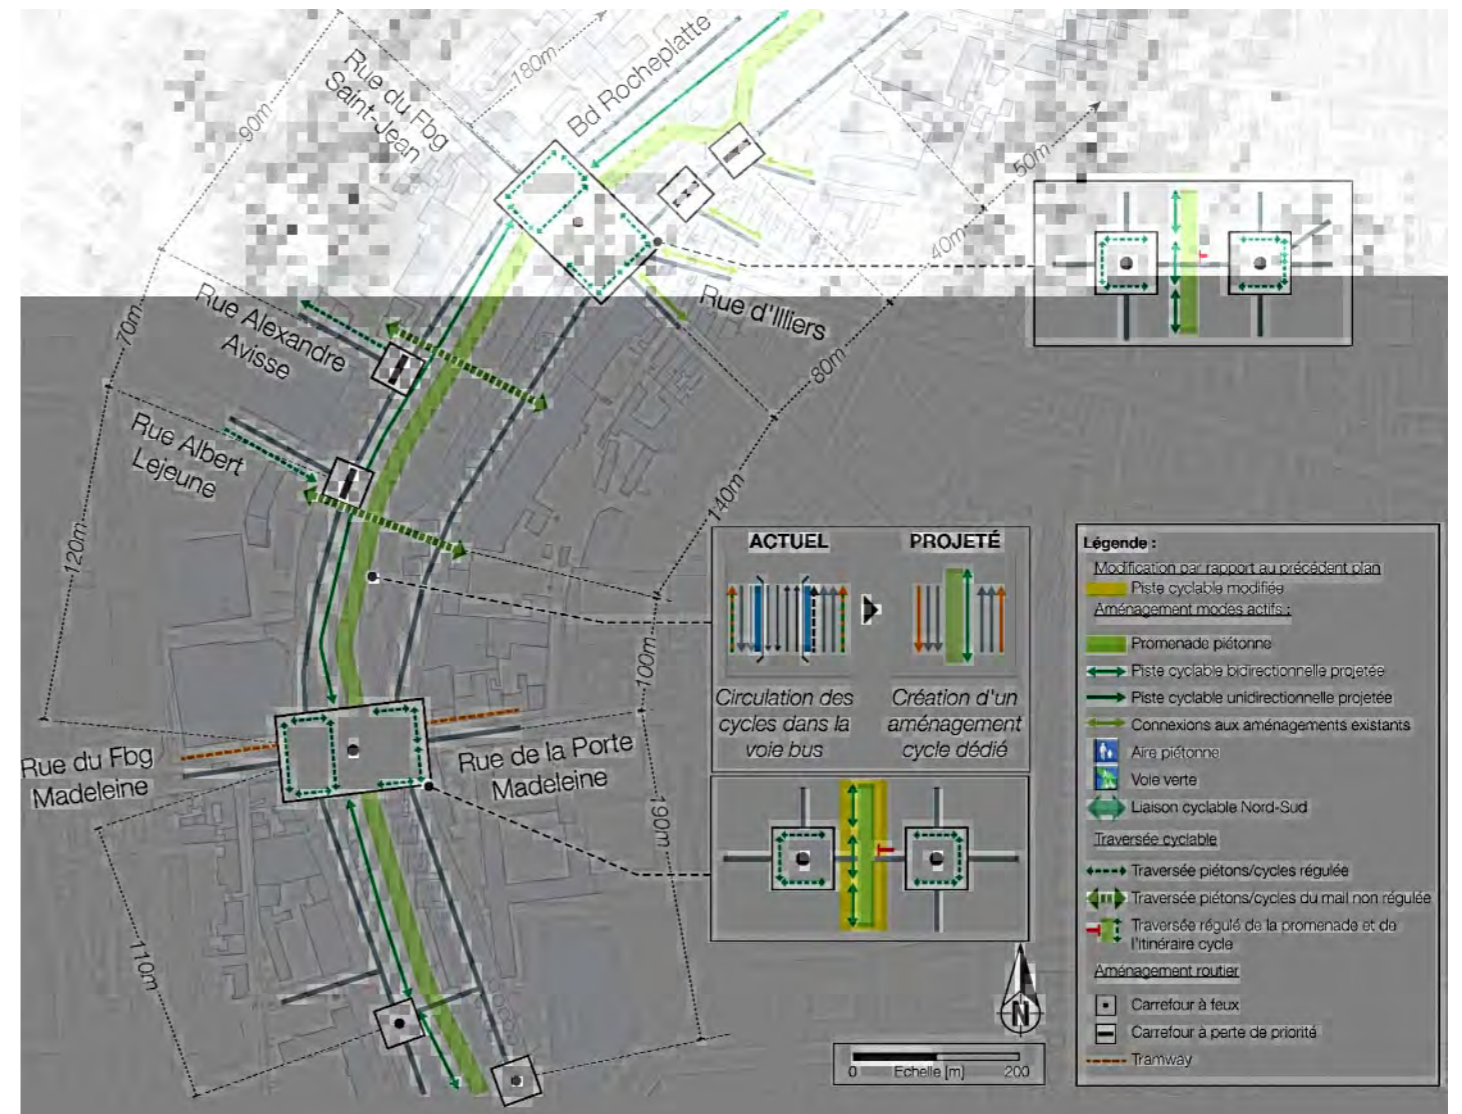 Rue du Fbg
Saint-Jean
180m
Bd Rocheplatte
90m
50m
40m
Rue d'Illiers
Rue Alexandre
Avisse
70m
80m
Rue Albert
Lejeune
140m
120m
100m
Rue du Fbg
Madeleine
Rue de la Porte
Madeleine
190m
110m
ACTUEL
PROJETÉ
Circulation des
cycles dans la
voie bus
Création d'un
aménagement
cycle dédié
N
0 Echelle [m] 200
Légende :
Modification par rapport au précédent plan
Piste cyclable modifiée
Aménagement modes actifs :
Promenade piétonne
Piste cyclable bidirectionnelle projetée
Piste cyclable unidirectionnelle projetée
Connexions aux aménagements existants
Aire piétonne
Voie verte
Liaison cyclable Nord-Sud
Traversée cyclable
Traversée piétons/cycles régulée
Traversée piétons/cycles du mail non régulée
Traversée régulé de la promenade et de
l'itinéraire cycle
Aménagement routier
Carrefour à feux
Carrefour à perte de priorité
Tramway